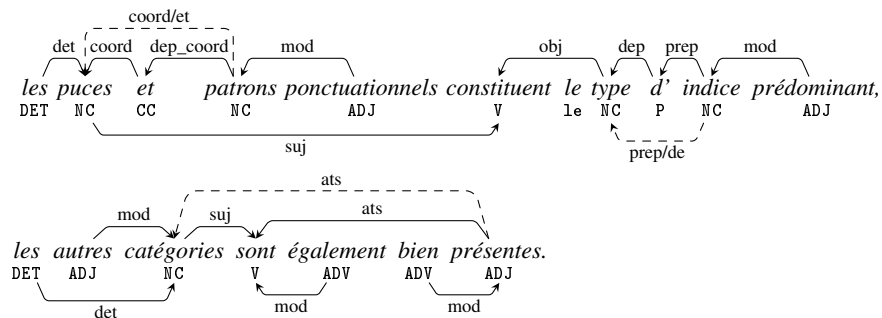 coord/et
det coord dep_coord mod obj dep prep mod
les puces et patrons ponctuationnels constituent le type d’ indice prédominant,
DET NC CC NC ADJ V le NC P NC ADJ
suj
prep/de
ats
mod suj ats
les autres catégories sont également bien présentes.
DET ADJ NC V ADV ADV ADJ
mod mod
det